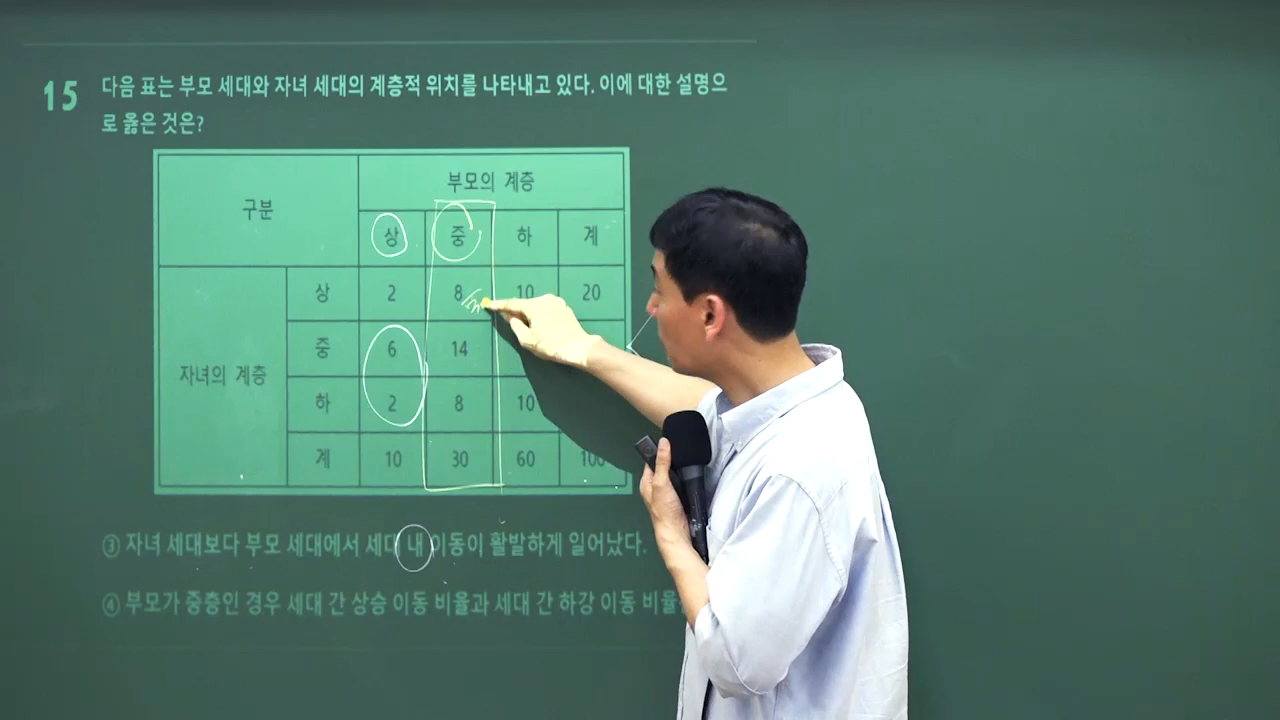 15 다음 표는 부모 세대와 자녀 세대의 계층적 위치를 나타내고 있다. 이에 대한 설명으
로 옳은 것은?
구분 부모의 계층
상 중 하 계
자녀의 계층 상 2 8 10 20
중 6 14
하 2 8 10
계 10 30 60 100
③ 자녀 세대보다 부모 세대에서 세대 내 이동이 활발하게 일어났다.
④ 부모가 중층인 경우 세대 간 상승 이동 비율과 세대 간 하강 이동